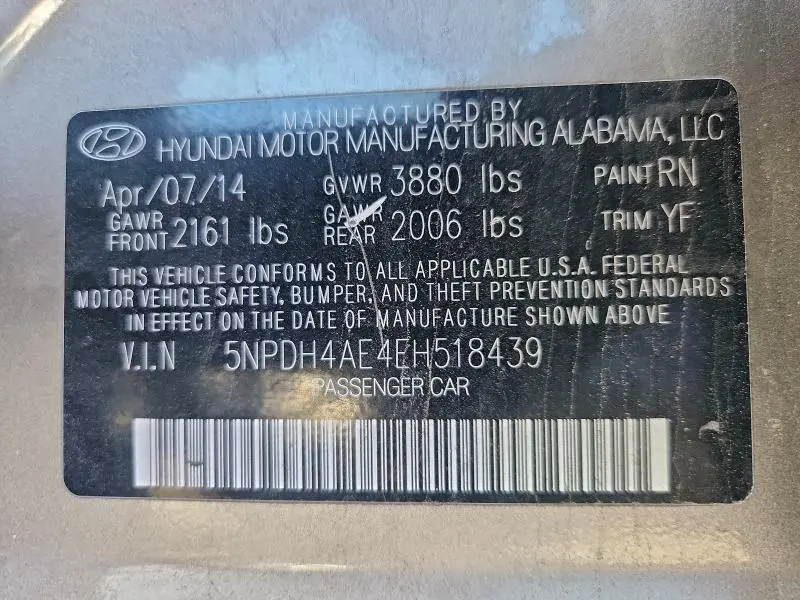 MANUFACTURED BY
HYUNDAI MOTOR MANUFACTURING ALABAMA, LLC
Apr/07/14 GVWR 3880 lbs PAINT RN
GAWR FRONT 2161 lbs GAWR REAR 2006 lbs TRIM YF
THIS VEHICLE CONFORMS TO ALL APPLICABLE U.S.A. FEDERAL
MOTOR VEHICLE SAFETY, BUMPER, AND THEFT PREVENTION STANDARDS
IN EFFECT ON THE DATE OF MANUFACTURE SHOWN ABOVE
V.I.N 5NPDH4AE4EH518439
PASSENGER CAR